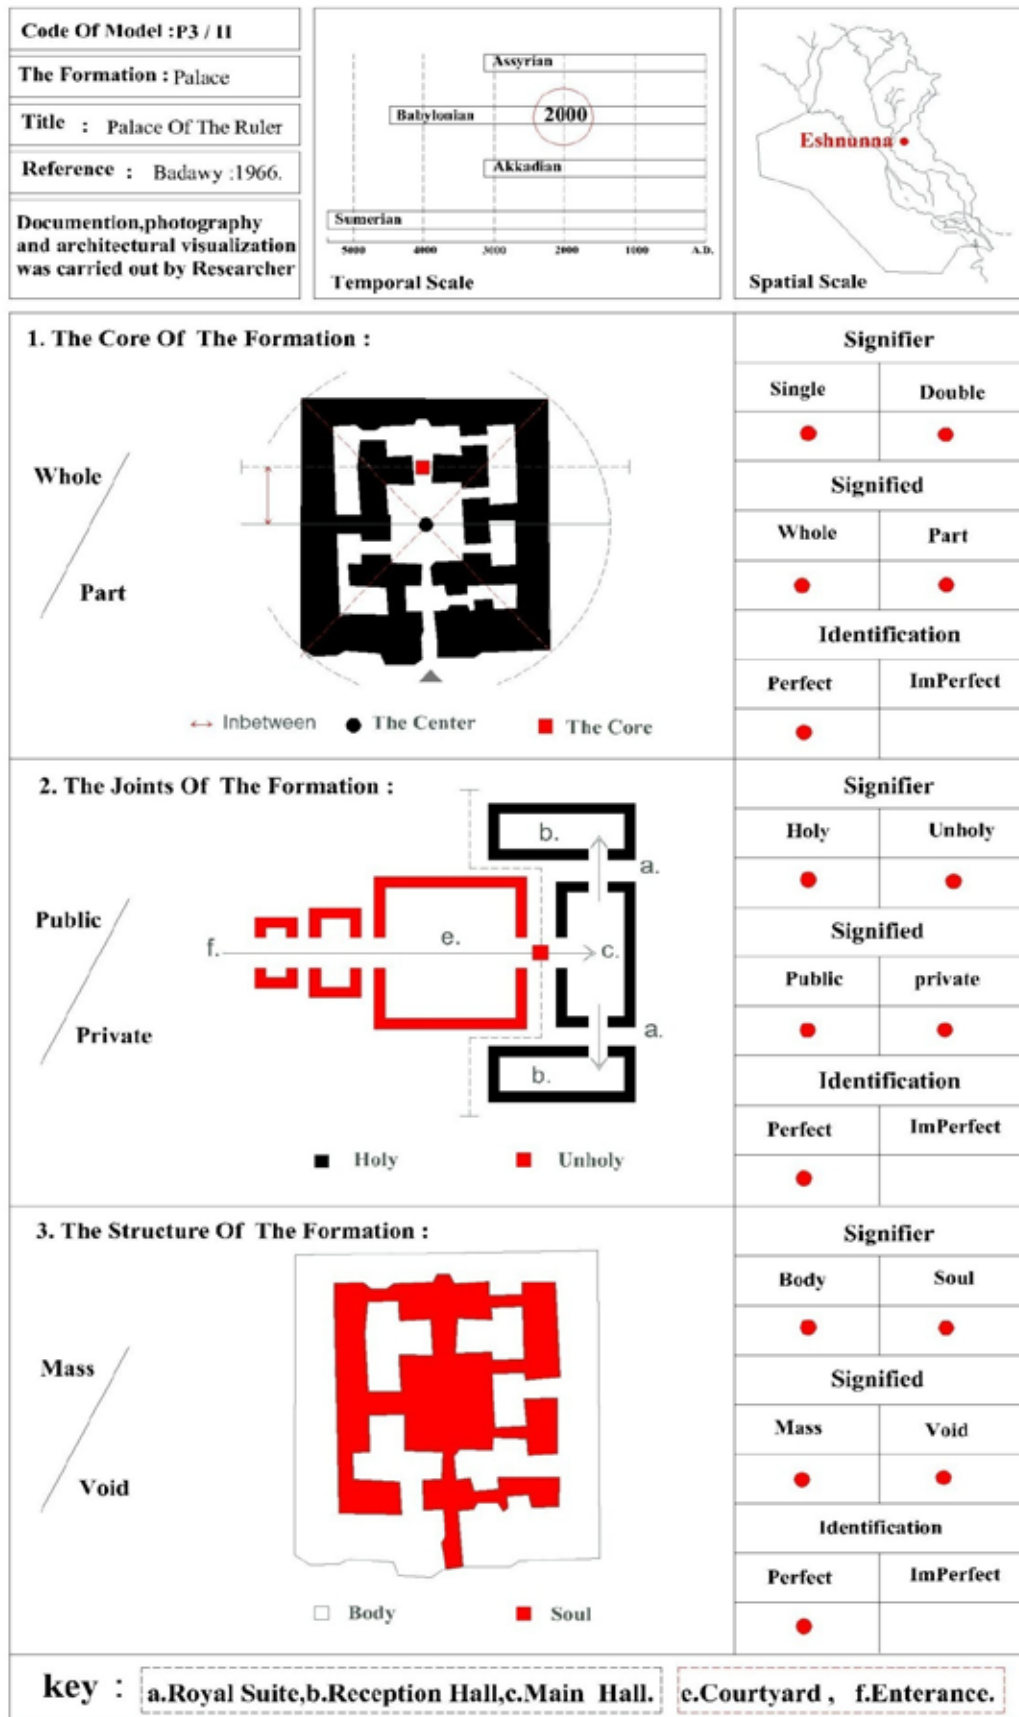 Code Of Model :P3 / II
The Formation : Palace
Title : Palace Of The Ruler
Reference : Badawy :1966.
Documention,photography
and architectural visualization
was carried out by Researcher
Assyrian
Babylonian
2000
Akkadian
Sumerian
5000 4000 3000 2000 1000 A.D.
Temporal Scale
Eshnunna
Spatial Scale
1. The Core Of The Formation :
Whole
Part
Inbetween The Center The Core
Signifier
Single Double
Signified
Whole Part
Identification
Perfect ImPerfect
2. The Joints Of The Formation :
Public
Private
b.
a.
f. e. c.
a.
b.
Holy Unholy
Signifier
Holy Unholy
Signified
Public private
Identification
Perfect ImPerfect
3. The Structure Of The Formation :
Mass
Void
Body Soul
Signifier
Body Soul
Signified
Mass Void
Identification
Perfect ImPerfect
key : a.Royal Suite,b.Reception Hall,c.Main Hall. e.Courtyard , f.Enterance.